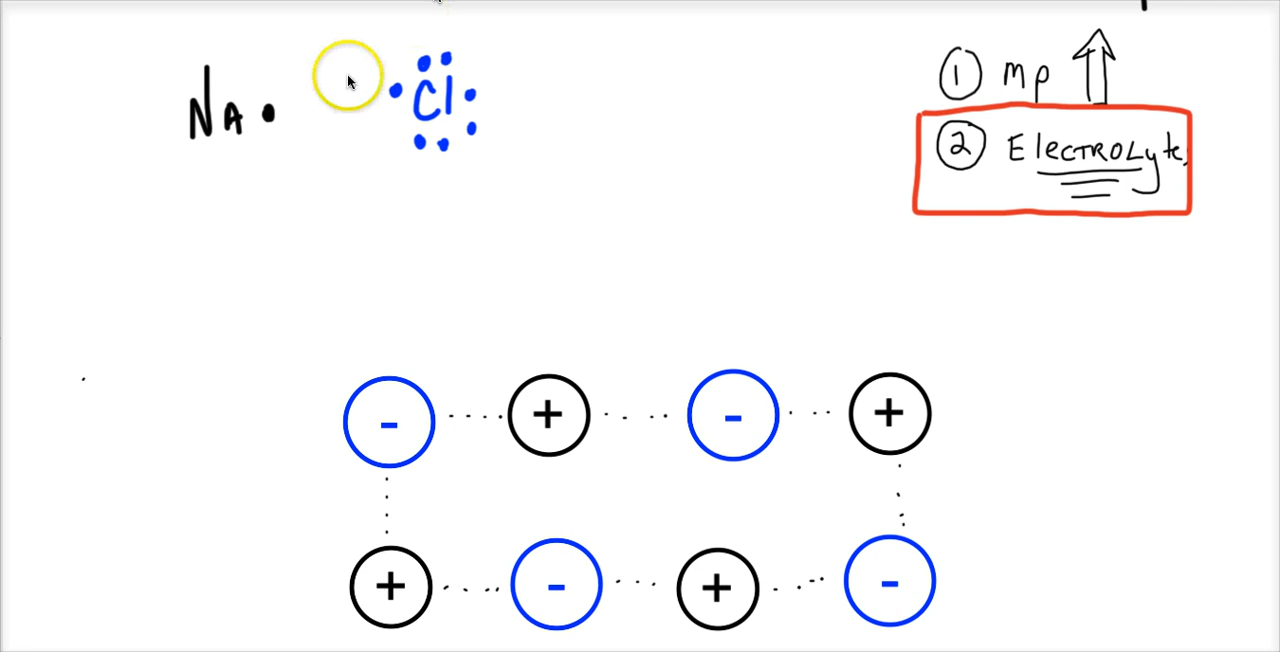 NA • Cl
① mp
② Electrolyte
- + - +
+ - + -